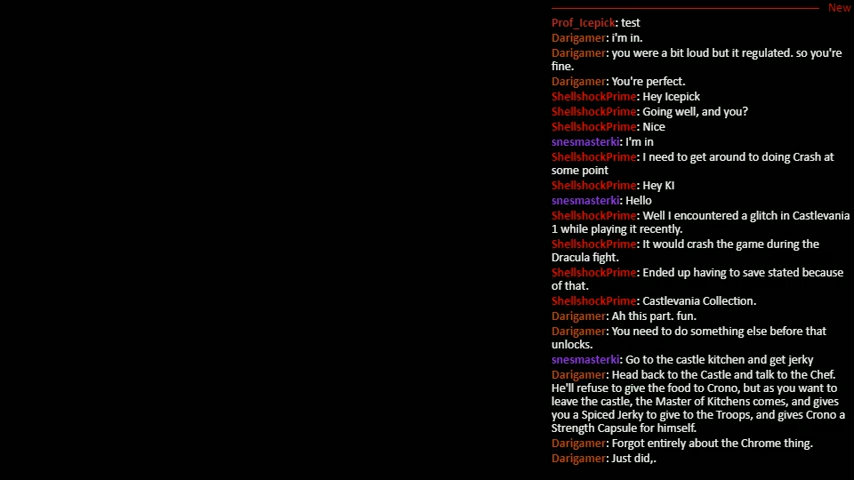 New
Prof_Icepick: test
Darigamer: i'm in.
Darigamer: you were a bit loud but it regulated. so you're
fine.
Darigamer: You're perfect.
ShellshockPrime: Hey Icepick
ShellshockPrime: Going well, and you?
ShellshockPrime: Nice
snesmasterki: I'm in
ShellshockPrime: I need to get around to doing Crash at
some point
ShellshockPrime: Hey KI
snesmasterki: Hello
ShellshockPrime: Well I encountered a glitch in Castlevania
1 while playing it recently.
ShellshockPrime: It would crash the game during the
Dracula fight.
ShellshockPrime: Ended up having to save stated because
of that.
ShellshockPrime: Castlevania Collection.
Darigamer: Ah this part. fun.
Darigamer: You need to do something else before that
unlocks.
snesmasterki: Go to the castle kitchen and get jerky
Darigamer: Head back to the Castle and talk to the Chef.
He'll refuse to give the food to Crono, but as you want to
leave the castle, the Master of Kitchens comes, and gives
you a Spiced Jerky to give to the Troops, and gives Crono a
Strength Capsule for himself.
Darigamer: Forgot entirely about the Chrome thing.
Darigamer: Just did,.